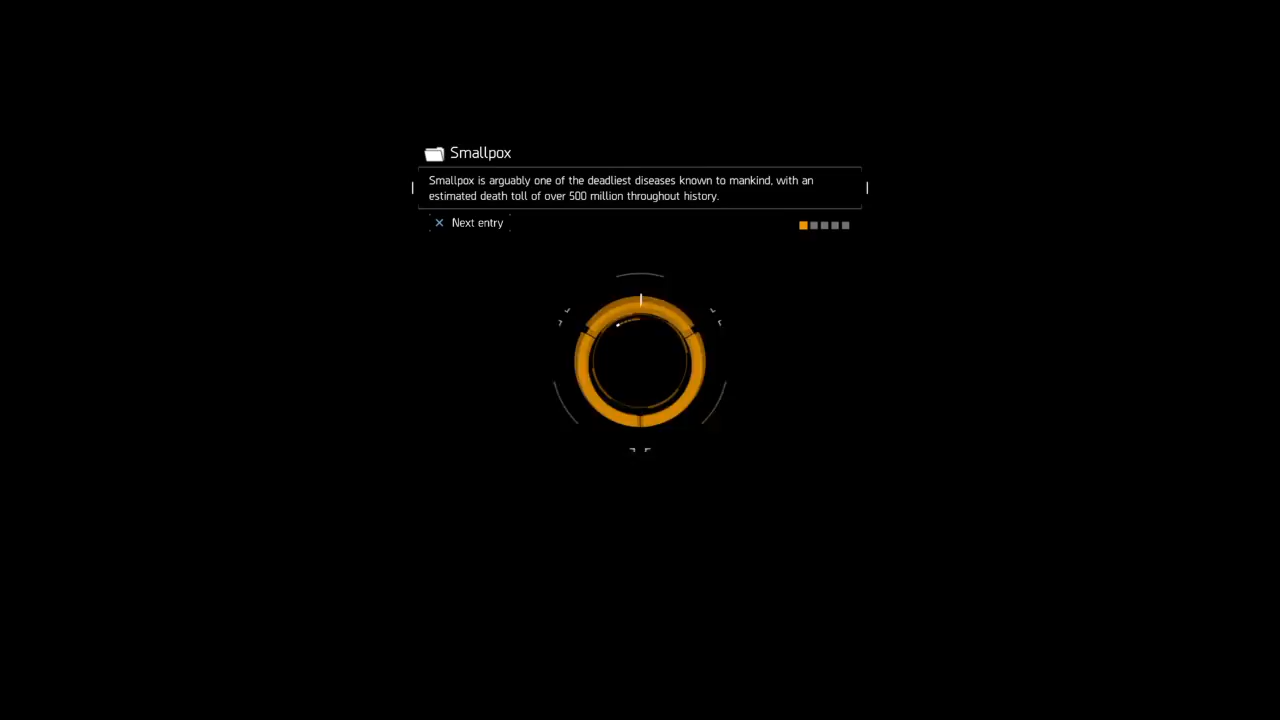 Smallpox
Smallpox is arguably one of the deadliest diseases known to mankind, with an
estimated death toll of over 500 million throughout history.
Next entry